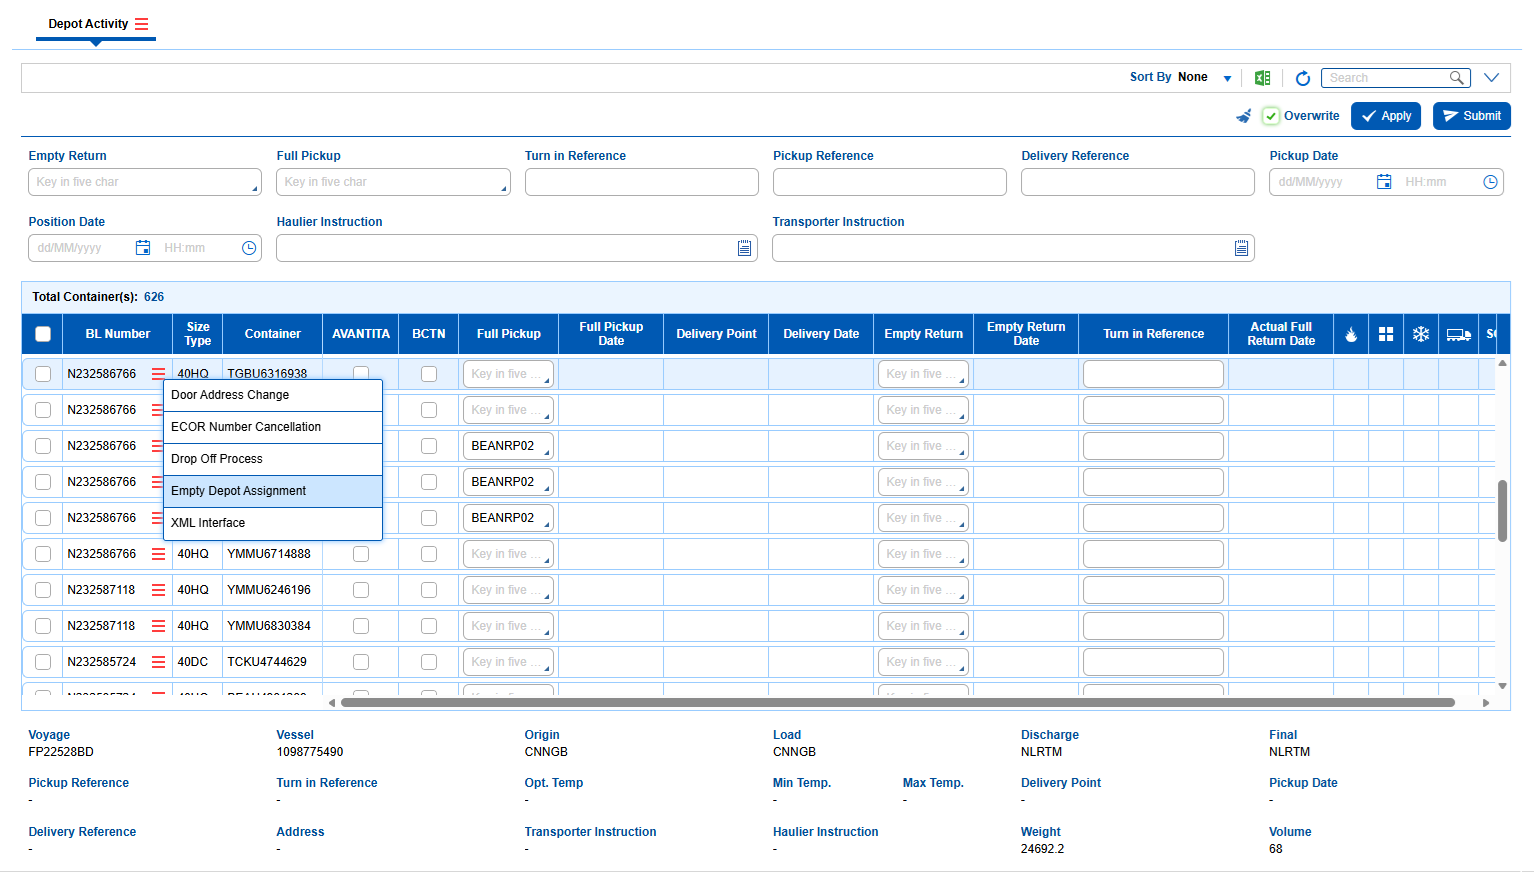 Depot Activity
Sort By None
Search
Overwrite
Apply
Submit
Empty Return
Full Pickup
Turn in Reference
Pickup Reference
Delivery Reference
Pickup Date
Key in five char
Key in five char
dd/MM/yyyy
HH:mm
Position Date
Haulier Instruction
Transporter Instruction
dd/MM/yyyy
HH:mm
Total Container(s): 626
BL Number
Size Type
Container
AVANTITA
BCTN
Full Pickup
Full Pickup Date
Delivery Point
Delivery Date
Empty Return
Empty Return Date
Turn in Reference
Actual Full Return Date
N232586766 40HQ TGBU6316938 Key in five ... Key in five ...
N232586766 Key in five ... Key in five ...
N232586766 BEANRP02 Key in five ...
N232586766 BEANRP02 Key in five ...
N232586766 BEANRP02 Key in five ...
Door Address Change
ECOR Number Cancellation
Drop Off Process
Empty Depot Assignment
XML Interface
N232586766 40HQ YMMU6714888 Key in five ... Key in five ...
N232587118 40HQ YMMU6246196 Key in five ... Key in five ...
N232587118 40HQ YMMU6830384 Key in five ... Key in five ...
N232585724 40DC TCKU4744629 Key in five ... Key in five ...
Voyage
FP22528BD
Vessel
1098775490
Origin
CNNGB
Load
CNNGB
Discharge
NLRTM
Final
NLRTM
Pickup Reference
-
Turn in Reference
-
Opt. Temp
-
Min Temp.
-
Max Temp.
-
Delivery Point
-
Pickup Date
-
Delivery Reference
-
Address
-
Transporter Instruction
-
Haulier Instruction
-
Weight
24692.2
Volume
68